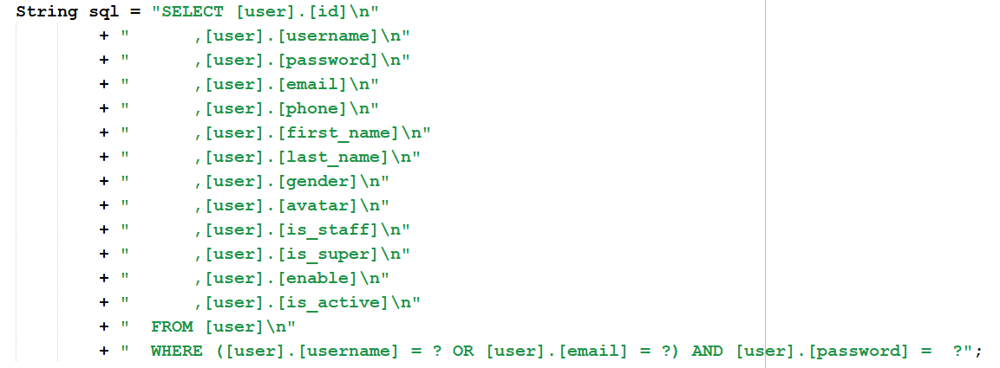 String sql = "SELECT [user].[id]\n"
        + "      ,[user].[username]\n"
        + "      ,[user].[password]\n"
        + "      ,[user].[email]\n"
        + "      ,[user].[phone]\n"
        + "      ,[user].[first_name]\n"
        + "      ,[user].[last_name]\n"
        + "      ,[user].[gender]\n"
        + "      ,[user].[avatar]\n"
        + "      ,[user].[is_staff]\n"
        + "      ,[user].[is_super]\n"
        + "      ,[user].[enable]\n"
        + "      ,[user].[is_active]\n"
        + "  FROM [user]\n"
        + "  WHERE ([user].[username] = ? OR [user].[email] = ?) AND [user].[password] =  ?";